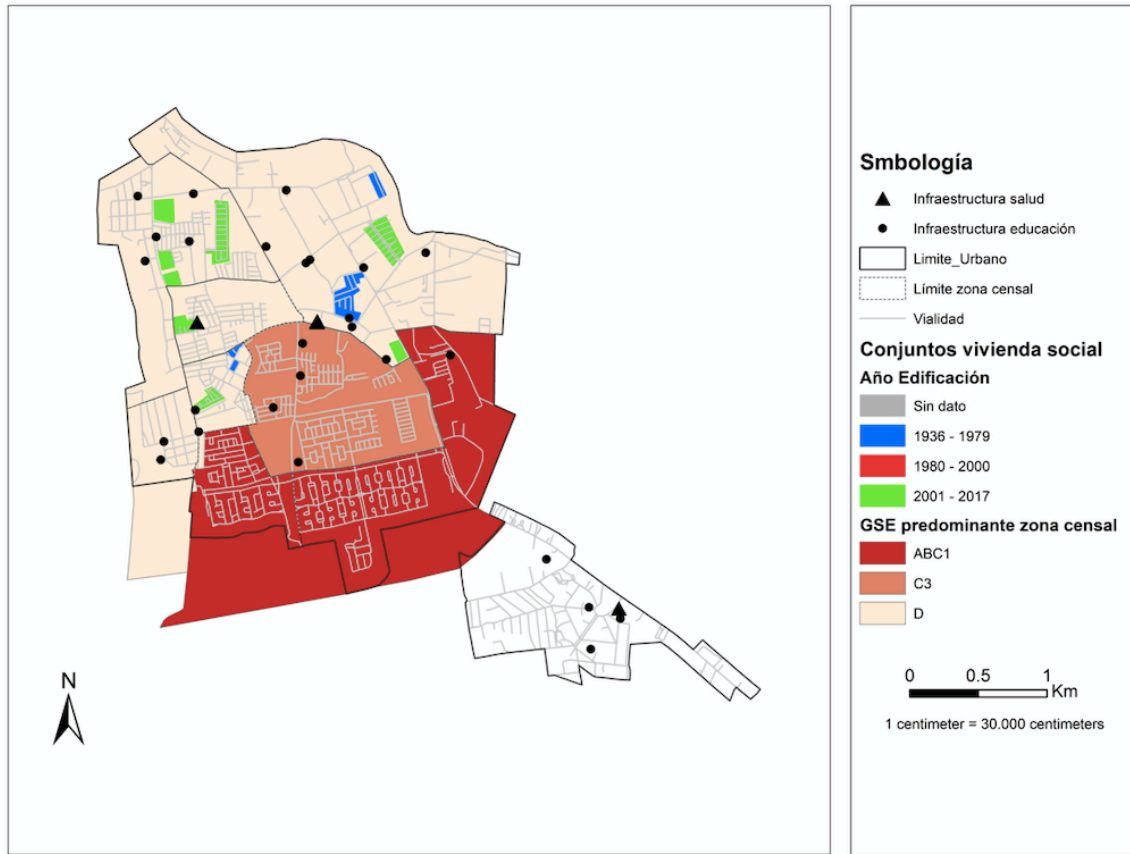 N
Smbología
Infraestructura salud
Infraestructura educación
Limite_Urbano
Límite zona censal
Vialidad
Conjuntos vivienda social
Año Edificación
Sin dato
1936 - 1979
1980 - 2000
2001 - 2017
GSE predominante zona censal
ABC1
C3
D
0 0.5 1
Km
1 centimeter = 30.000 centimeters